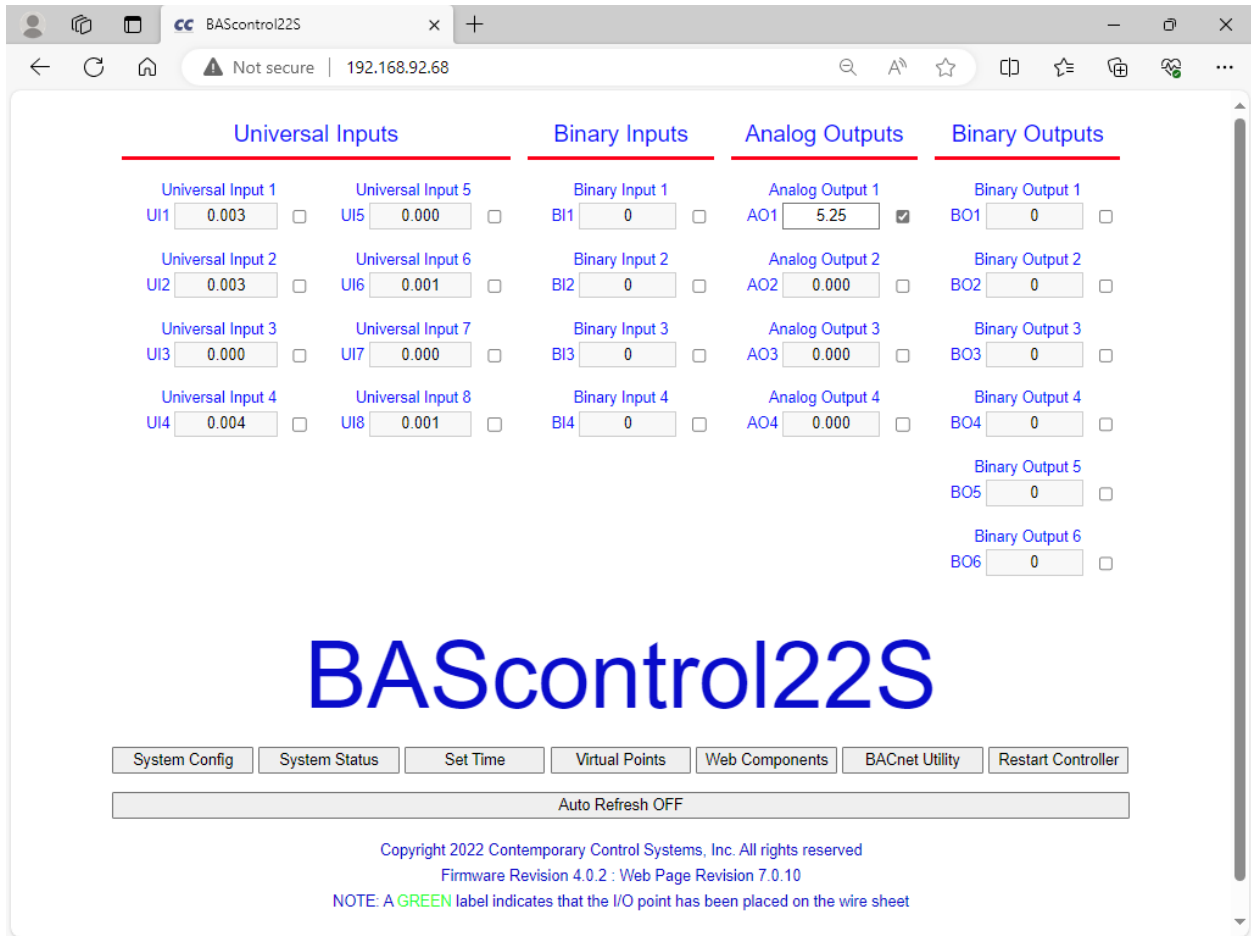 cc BAScontrol22S
Not secure 192.168.92.68
Universal Inputs Binary Inputs Analog Outputs Binary Outputs
Universal Input 1 Universal Input 5 Binary Input 1 Analog Output 1 Binary Output 1
UI1 0.003 UI5 0.000 BI1 0 AO1 5.25 BO1 0
Universal Input 2 Universal Input 6 Binary Input 2 Analog Output 2 Binary Output 2
UI2 0.003 UI6 0.001 BI2 0 AO2 0.000 BO2 0
Universal Input 3 Universal Input 7 Binary Input 3 Analog Output 3 Binary Output 3
UI3 0.000 UI7 0.000 BI3 0 AO3 0.000 BO3 0
Universal Input 4 Universal Input 8 Binary Input 4 Analog Output 4 Binary Output 4
UI4 0.004 UI8 0.001 BI4 0 AO4 0.000 BO4 0
Binary Output 5
BO5 0
Binary Output 6
BO6 0
BAScontrol22S
System Config System Status Set Time Virtual Points Web Components BACnet Utility Restart Controller
Auto Refresh OFF
Copyright 2022 Contemporary Control Systems, Inc. All rights reserved
Firmware Revision 4.0.2 : Web Page Revision 7.0.10
NOTE: A GREEN label indicates that the I/O point has been placed on the wire sheet